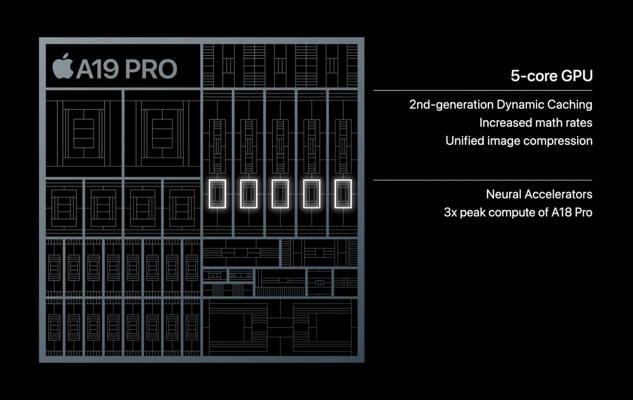 A19 PRO
5-core GPU
2nd-generation Dynamic Caching
Increased math rates
Unified image compression
Neural Accelerators
3x peak compute of A18 Pro